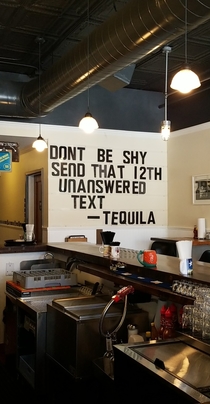 DONT BE SHY
SEND THAT 12TH
UNANSWERED
TEXT
—TEQUILA